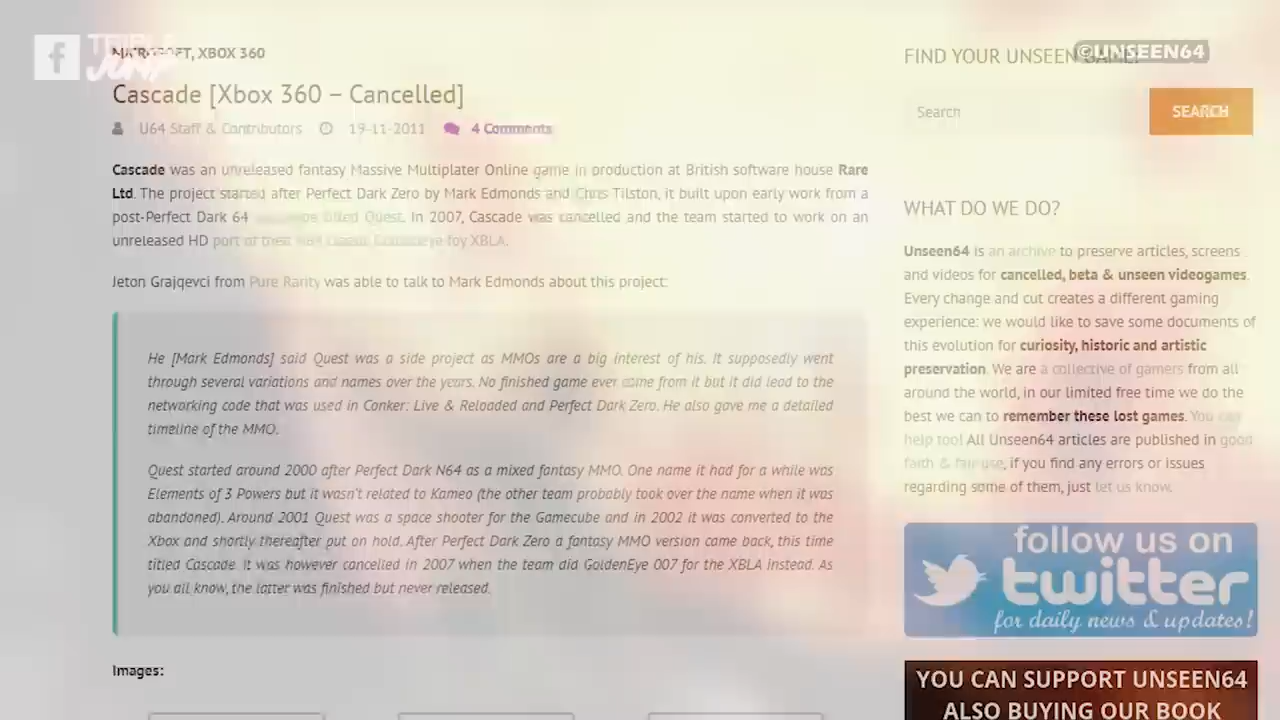 TRIPLE
JUMP
MICROSOFT, XBOX 360
Cascade [Xbox 360 – Cancelled]
U64 Staff & Contributors 19-11-2011 4 Comments
Cascade was an unreleased fantasy Massive Multiplater Online game in production at British software house Rare
Ltd. The project started after Perfect Dark Zero by Mark Edmonds and Chris Tilston, it built upon early work from a
post-Perfect Dark 64 titled Quest. In 2007, Cascade was cancelled and the team started to work on an
unreleased HD port of their N64 classic Goldeneye foy XBLA.
Jeton Grajqevci from Pure Rarity was able to talk to Mark Edmonds about this project:
He [Mark Edmonds] said Quest was a side project as MMOs are a big interest of his. It supposedly went
through several variations and names over the years. No finished game ever came from it but it did lead to the
networking code that was used in Conker: Live & Reloaded and Perfect Dark Zero. He also gave me a detailed
timeline of the MMO.
Quest started around 2000 after Perfect Dark N64 as a mixed fantasy MMO. One name it had for a while was
Elements of 3 Powers but it wasn't related to Kameo (the other team probably took over the name when it was
abandoned). Around 2001 Quest was a space shooter for the Gamecube and in 2002 it was converted to the
Xbox and shortly thereafter put on hold. After Perfect Dark Zero a fantasy MMO version came back, this time
titled Cascade. It was however cancelled in 2007 when the team did GoldenEye 007 for the XBLA instead. As
you all know, the latter was finished but never released.
Images:
©UNSEEN64
FIND YOUR UNSEEN GAME!
Search SEARCH
WHAT DO WE DO?
Unseen64 is an archive to preserve articles, screens
and videos for cancelled, beta & unseen videogames.
Every change and cut creates a different gaming
experience: we would like to save some documents of
this evolution for curiosity, historic and artistic
preservation. We are a collective of gamers from all
around the world, in our limited free time we do the
best we can to remember these lost games. You can
help too! All Unseen64 articles are published in good
faith & fair use, if you find any errors or issues
regarding some of them, just let us know.
follow us on
twitter
for daily news & updates!
YOU CAN SUPPORT UNSEEN64
ALSO BUYING OUR BOOK